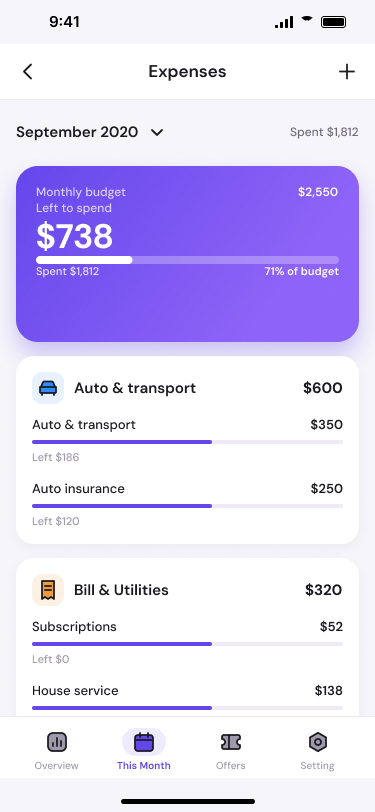 9:41
Expenses
September 2020
Spent $1,812
Monthly budget
$2,550
Left to spend
$738
Spent $1,812
71% of budget
Auto & transport
$600
Auto & transport
$350
Left $186
Auto insurance
$250
Left $120
Bill & Utilities
$320
Subscriptions
$52
Left $0
House service
$138
Overview
This Month
Offers
Setting